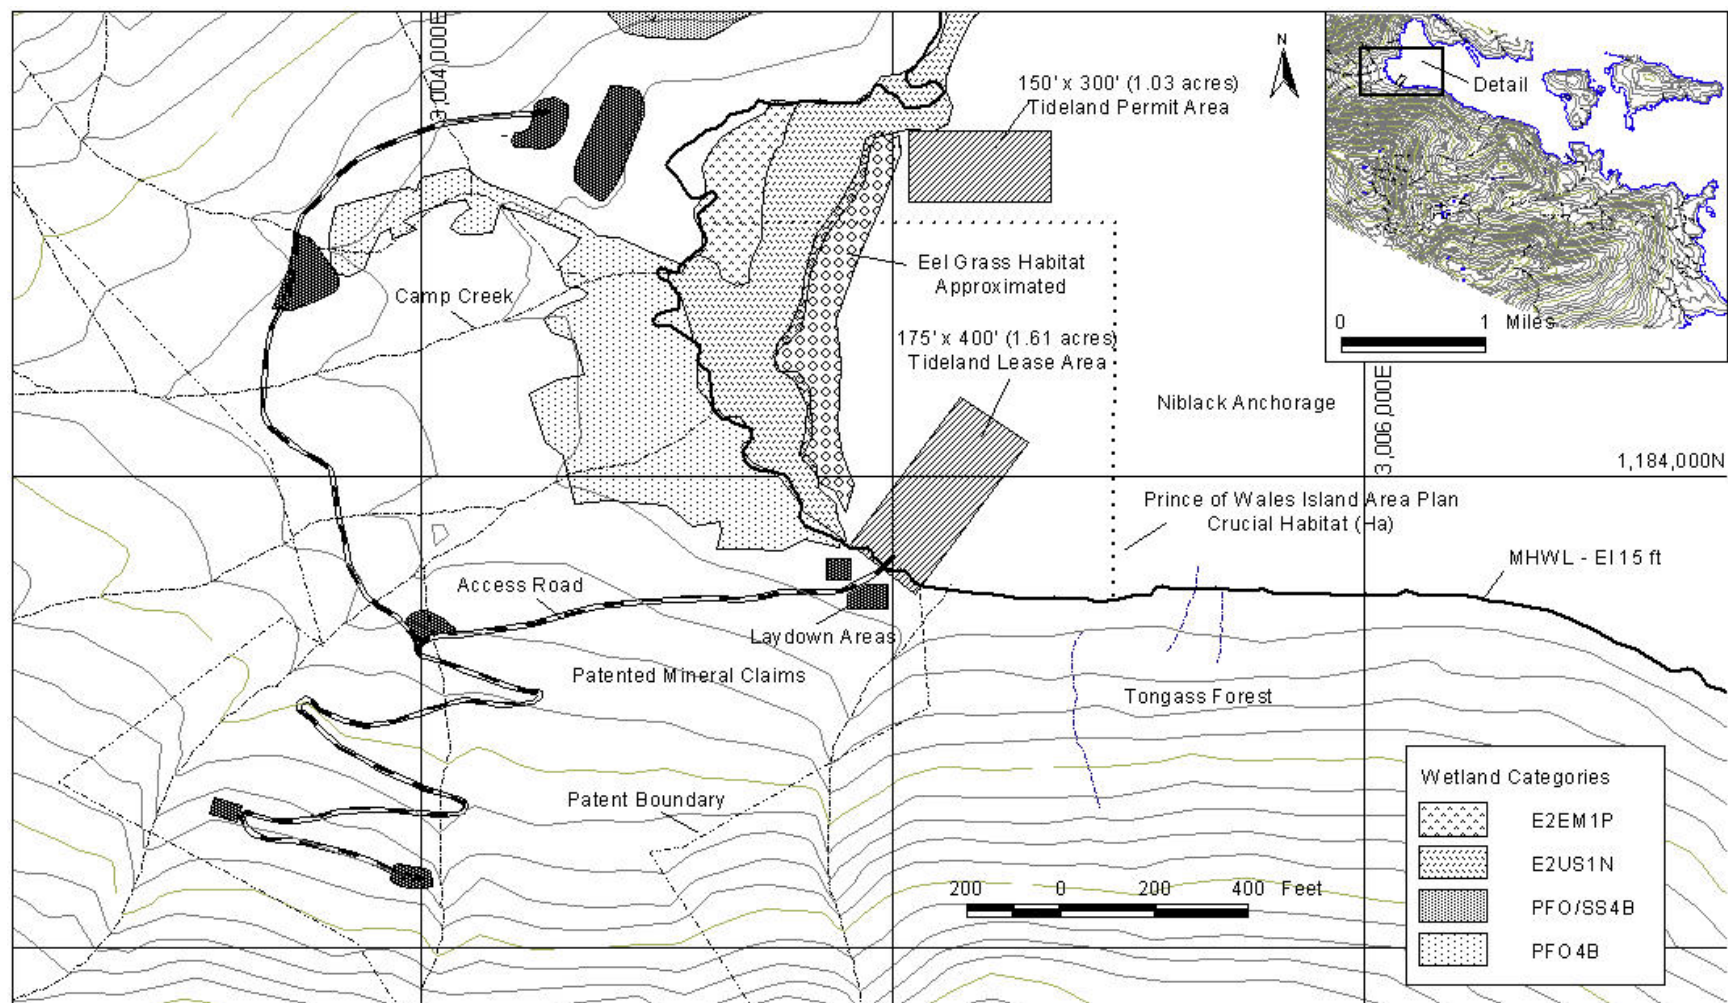 3,004,000E
N
150' x 300' (1.03 acres)
Tideland Permit Area
Detail
0 1 Miles
Eel Grass Habitat
Approximated
Camp Creek
175' x 400' (1.61 acres)
Tideland Lease Area
Niblack Anchorage
3,006,000E
1,184,000N
Prince of Wales Island Area Plan
Crucial Habitat (Ha)
MHWL - El 15 ft
Access Road
Laydown Areas
Patented Mineral Claims
Tongass Forest
Patent Boundary
Wetland Categories
E2EM1P
E2US1N
PFO/SS4B
PFO4B
200 0 200 400 Feet